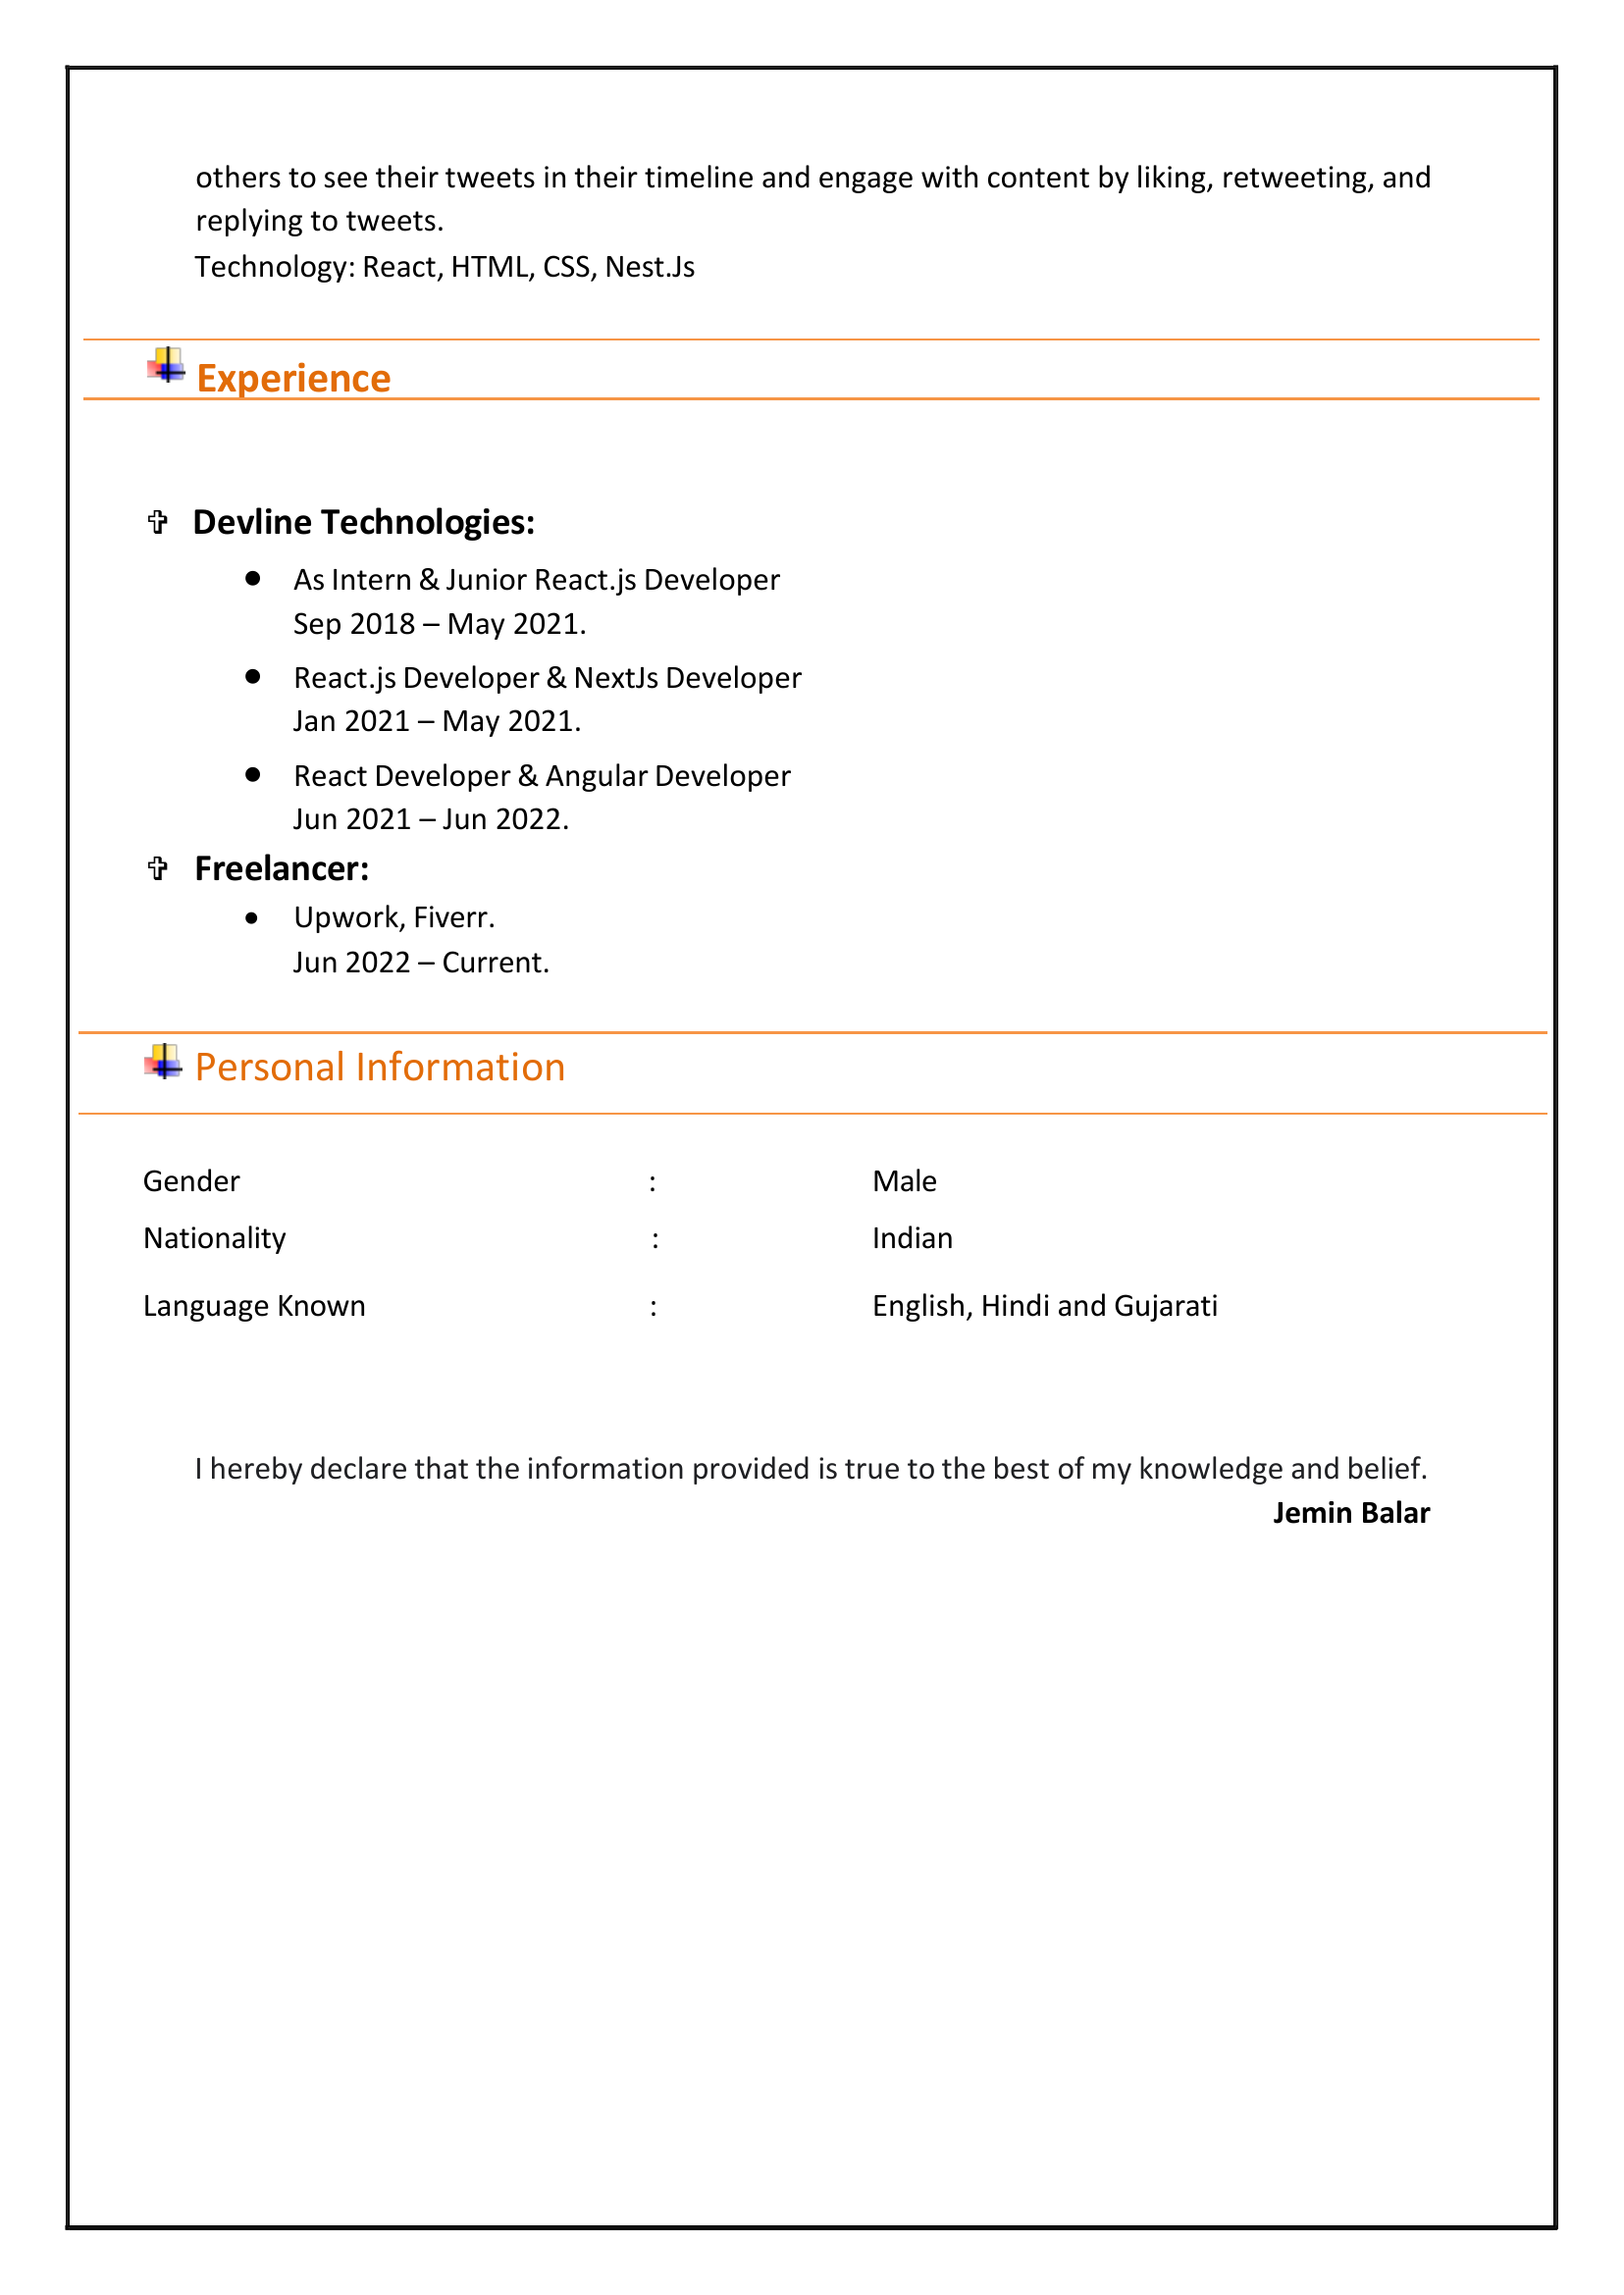 others to see their tweets in their timeline and engage with content by liking, retweeting, and
replying to tweets.
Technology: React, HTML, CSS, Nest.Js
Experience
✞ Devline Technologies:
● As Intern & Junior React.js Developer
Sep 2018 – May 2021.
● React.js Developer & NextJs Developer
Jan 2021 – May 2021.
● React Developer & Angular Developer
Jun 2021 – Jun 2022.
✞ Freelancer:
• Upwork, Fiverr.
Jun 2022 – Current.
Personal Information
Gender : Male
Nationality : Indian
Language Known : English, Hindi and Gujarati
I hereby declare that the information provided is true to the best of my knowledge and belief.
Jemin Balar